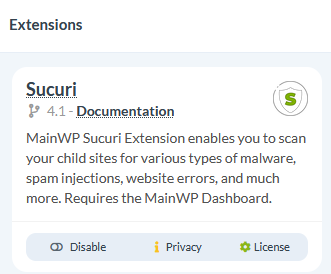 Extensions
Sucuri
4.1 - Documentation
MainWP Sucuri Extension enables you to scan
your child sites for various types of malware,
spam injections, website errors, and much
more. Requires the MainWP Dashboard.
Disable Privacy License